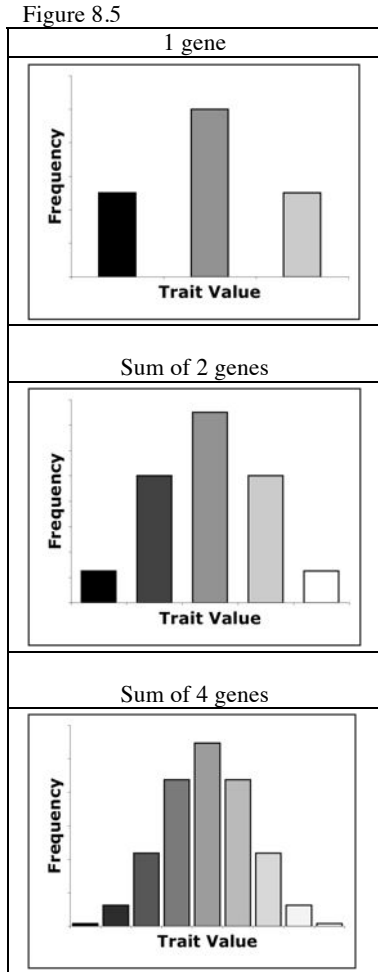 Figure 8.5
1 gene
Frequency
Trait Value
Sum of 2 genes
Frequency
Trait Value
Sum of 4 genes
Frequency
Trait Value